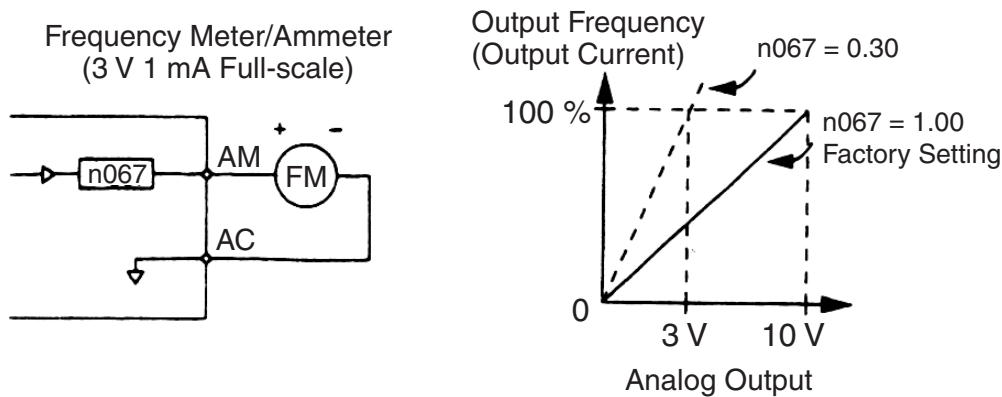 Frequency Meter/Ammeter
(3 V 1 mA Full-scale)
+ -
AM
n067
FM
AC
Output Frequency
(Output Current)
n067 = 0.30
100 %
n067 = 1.00
Factory Setting
0
3 V
10 V
Analog Output